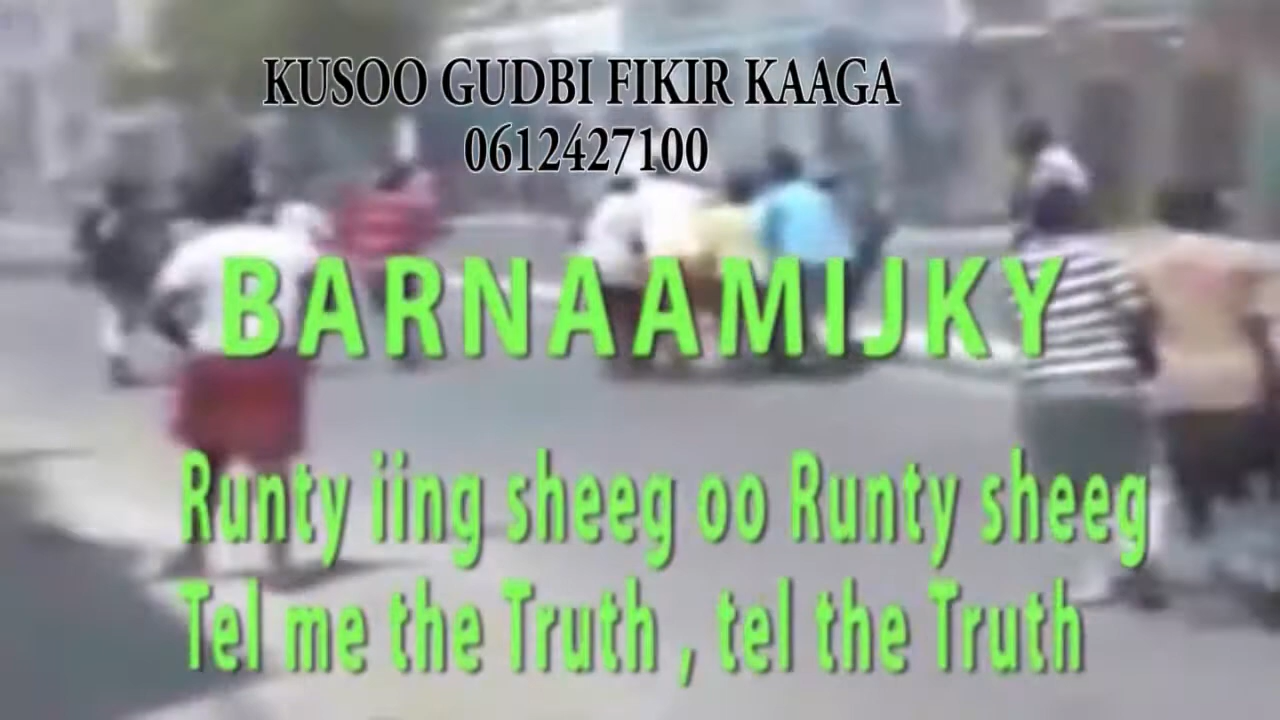 KUSOO GUDBI FIKIR KAAGA
0612427100
BARNAAMIJKY
Runty iing sheeg oo Runty sheeg
Tel me the Truth , tel the Truth